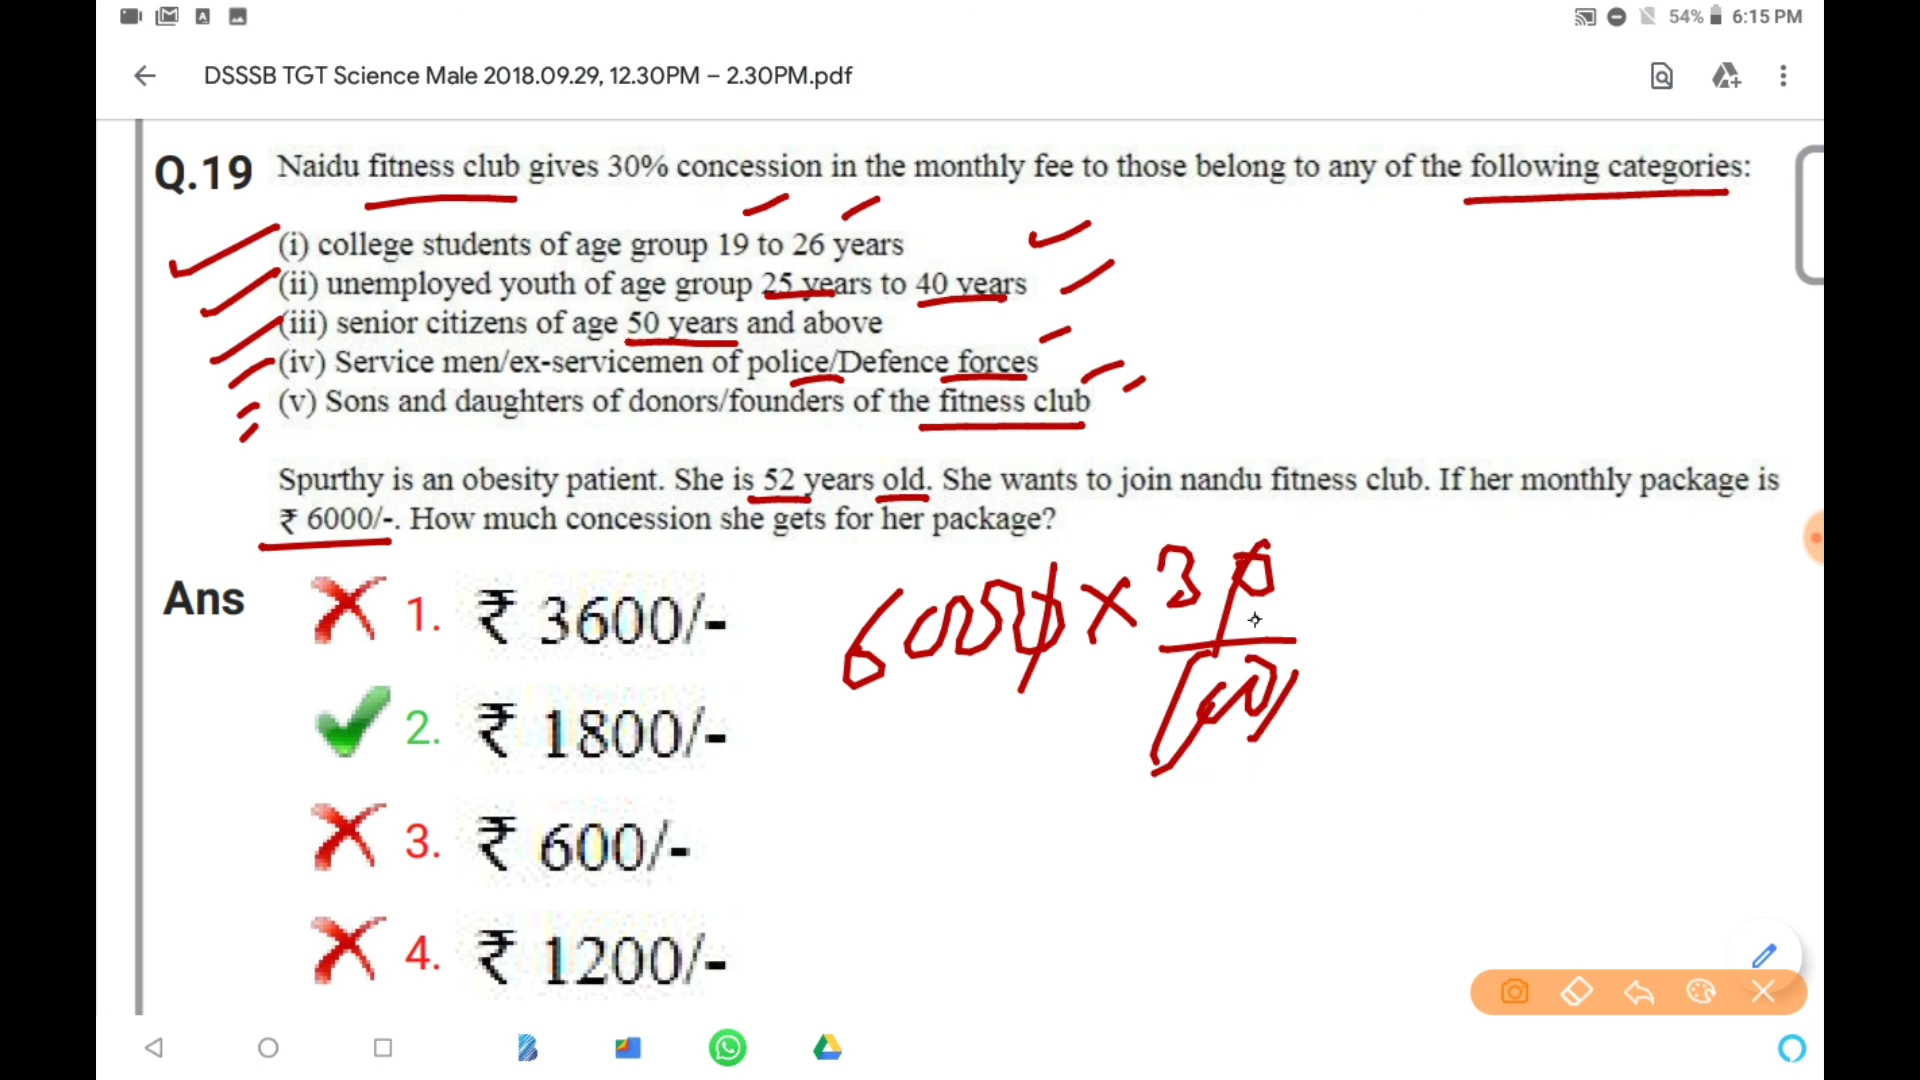 54% 6:15 PM
DSSSB TGT Science Male 2018.09.29, 12.30PM – 2.30PM.pdf
Q.19 Naidu fitness club gives 30% concession in the monthly fee to those belong to any of the following categories:
(i) college students of age group 19 to 26 years
(ii) unemployed youth of age group 25 years to 40 years
(iii) senior citizens of age 50 years and above
(iv) Service men/ex-servicemen of police/Defence forces
(v) Sons and daughters of donors/founders of the fitness club
Spurthy is an obesity patient. She is 52 years old. She wants to join nandu fitness club. If her monthly package is
₹ 6000/-. How much concession she gets for her package?
Ans 1. ₹ 3600/-
2. ₹ 1800/-
3. ₹ 600/-
4. ₹ 1200/-
6000 × 30
100